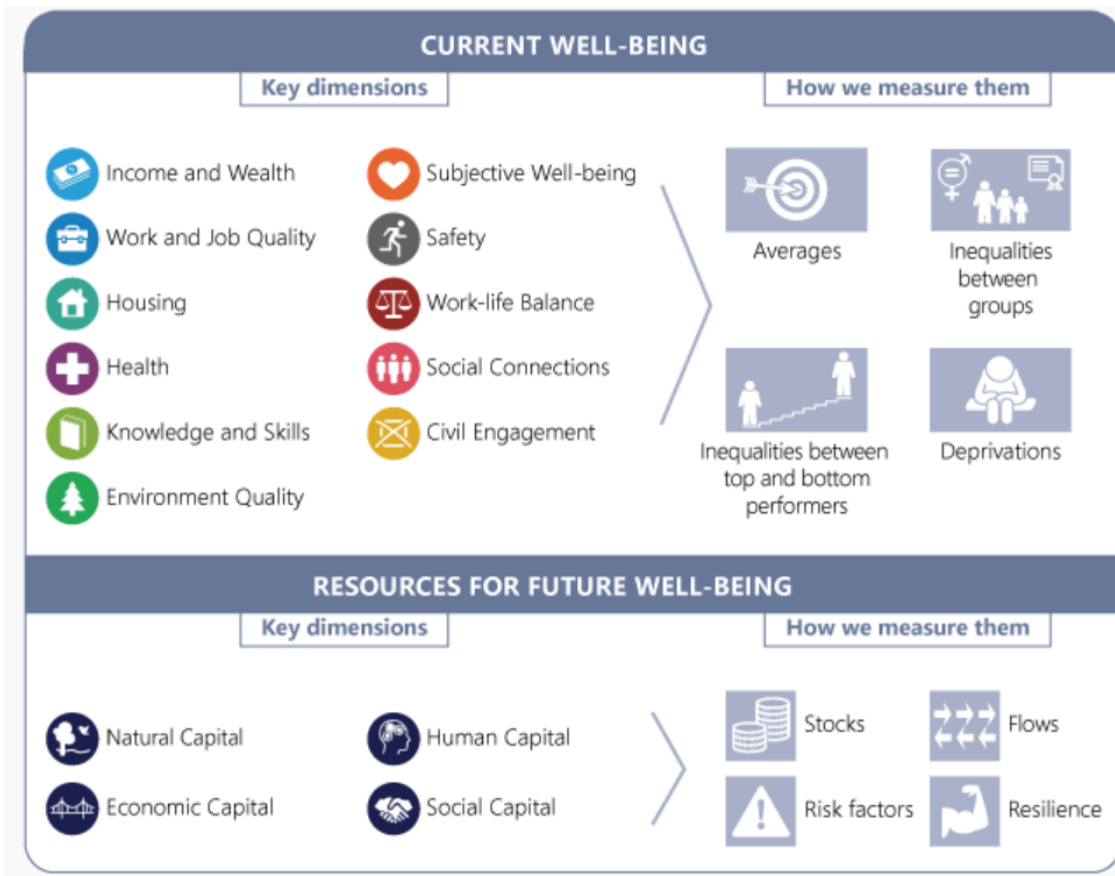 CURRENT WELL-BEING
Key dimensions
How we measure them
Income and Wealth
Work and Job Quality
Housing
Health
Knowledge and Skills
Environment Quality
Subjective Well-being
Safety
Work-life Balance
Social Connections
Civil Engagement
Averages
Inequalities
between
groups
Inequalities between
top and bottom
performers
Deprivations
RESOURCES FOR FUTURE WELL-BEING
Key dimensions
How we measure them
Natural Capital
Economic Capital
Human Capital
Social Capital
Stocks
Flows
Risk factors
Resilience